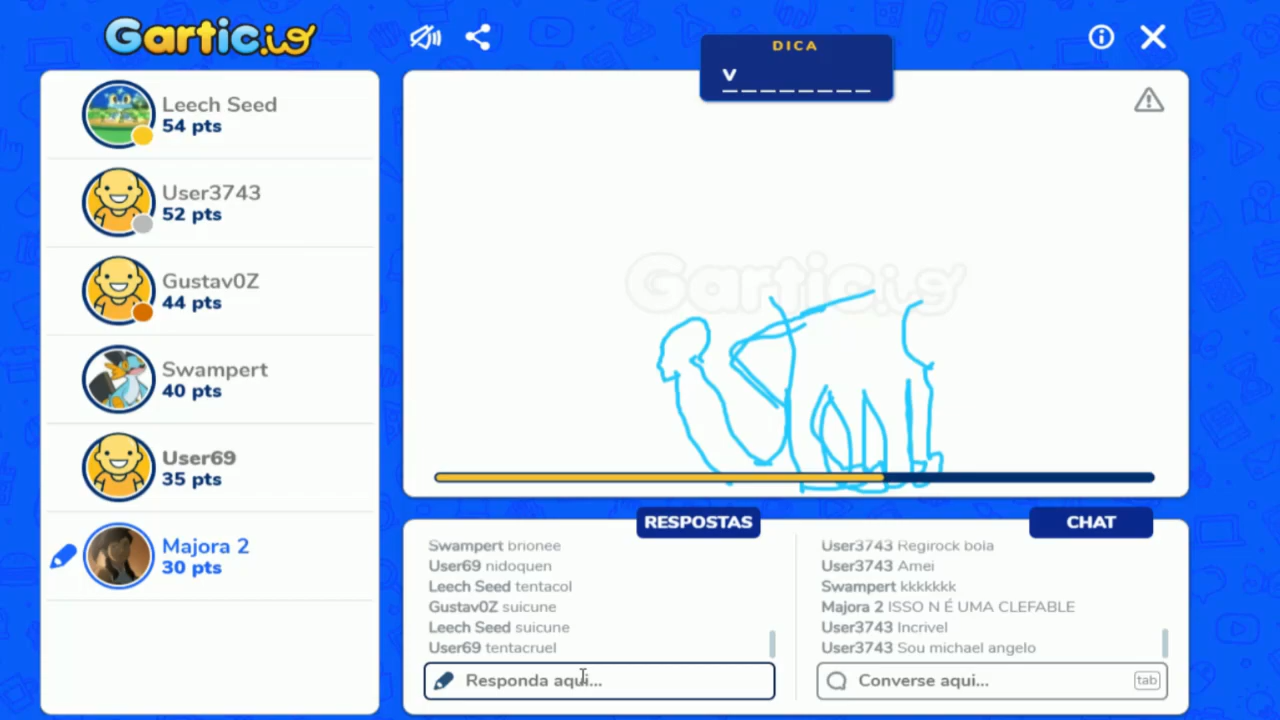 Gartic.io
Leech Seed
54 pts
User3743
52 pts
Gustav0Z
44 pts
Swampert
40 pts
User69
35 pts
Majora 2
30 pts
DICA
V _ _ _ _ _ _ _
Gartic.io
RESPOSTAS
Swampert brionee
User69 nidoquen
Leech Seed tentacol
Gustav0Z suicune
Leech Seed suicune
User69 tentacruel
Responda aqui...
CHAT
User3743 Regirock bola
User3743 Amei
Swampert kkkkkkk
Majora 2 ISSO N É UMA CLEFABLE
User3743 Incrivel
User3743 Sou michael angelo
Converse aqui...
tab